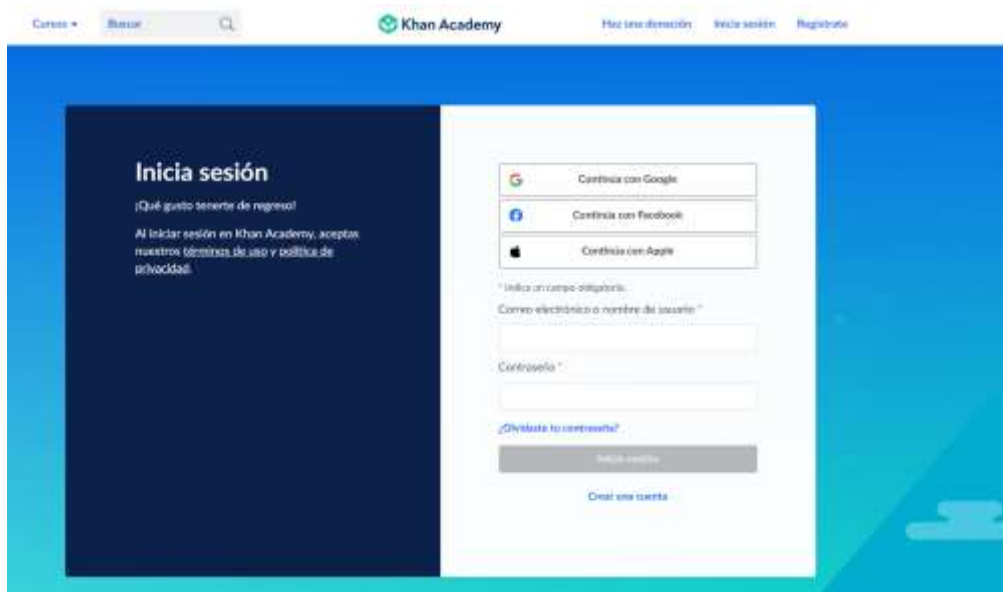 Cursos
Buscar
Khan Academy
Haz una donación
Inicia sesión
Regístrate
Inicia sesión
¡Qué gusto tenerte de regreso!
Al iniciar sesión en Khan Academy, aceptas
nuestros términos de uso y política de
privacidad.
Continúa con Google
Continúa con Facebook
Continúa con Apple
* Indica un campo obligatorio.
Correo electrónico o nombre de usuario *
Contraseña *
¿Olvidaste tu contraseña?
Inicia sesión
Crear una cuenta